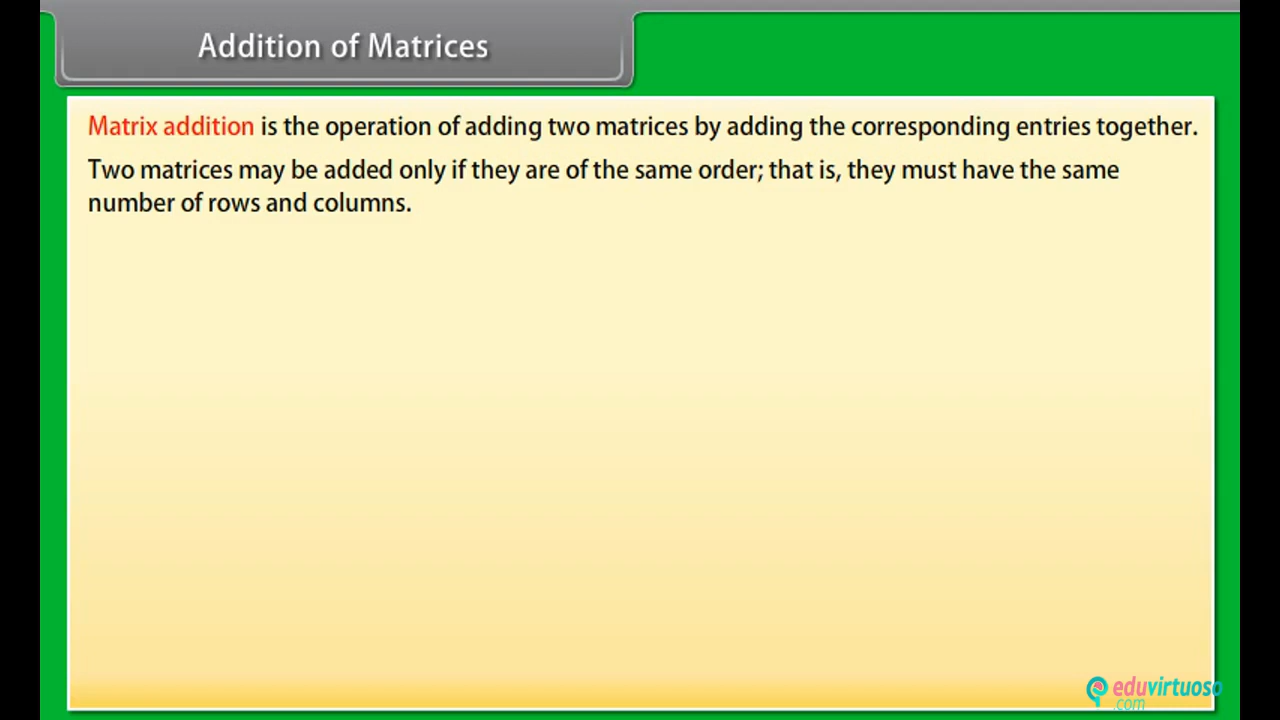 Addition of Matrices
Matrix addition is the operation of adding two matrices by adding the corresponding entries together.
Two matrices may be added only if they are of the same order; that is, they must have the same
number of rows and columns.
eduvirtuoso
.com